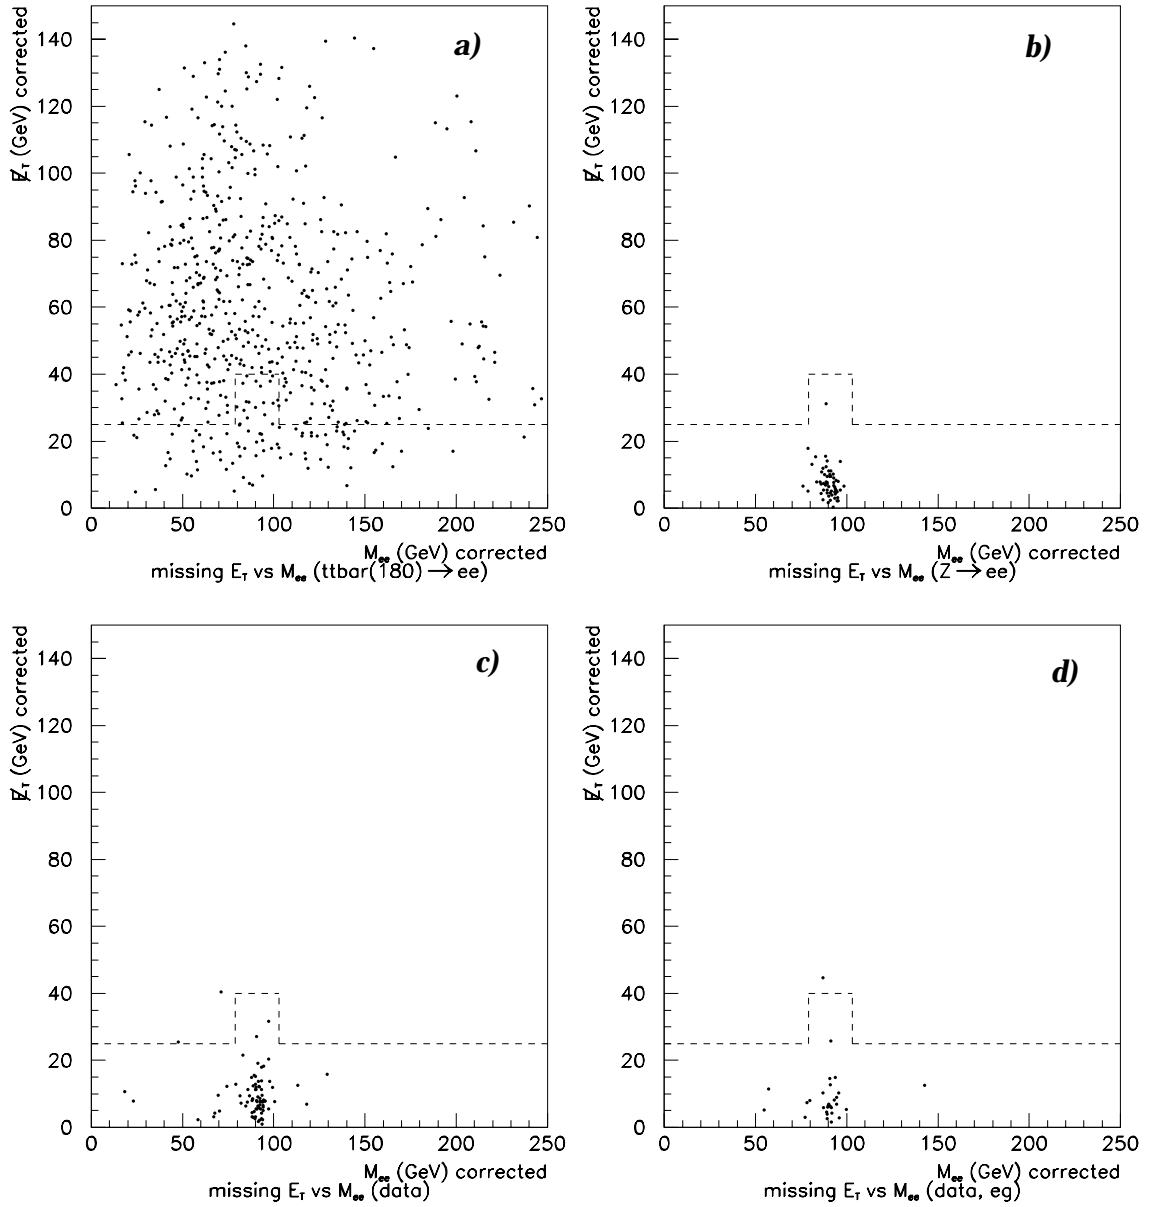 a)
E̸T (GeV) corrected
140
120
100
80
60
40
20
0
0 50 100 150 200 250
Mee (GeV) corrected
missing ET vs Mee (ttbar(180) → ee)
b)
E̸T (GeV) corrected
140
120
100
80
60
40
20
0
0 50 100 150 200 250
Mee (GeV) corrected
missing ET vs Mee (Z → ee)
c)
E̸T (GeV) corrected
140
120
100
80
60
40
20
0
0 50 100 150 200 250
Mee (GeV) corrected
missing ET vs Mee (data)
d)
E̸T (GeV) corrected
140
120
100
80
60
40
20
0
0 50 100 150 200 250
Mee (GeV) corrected
missing ET vs Mee (data, eg)